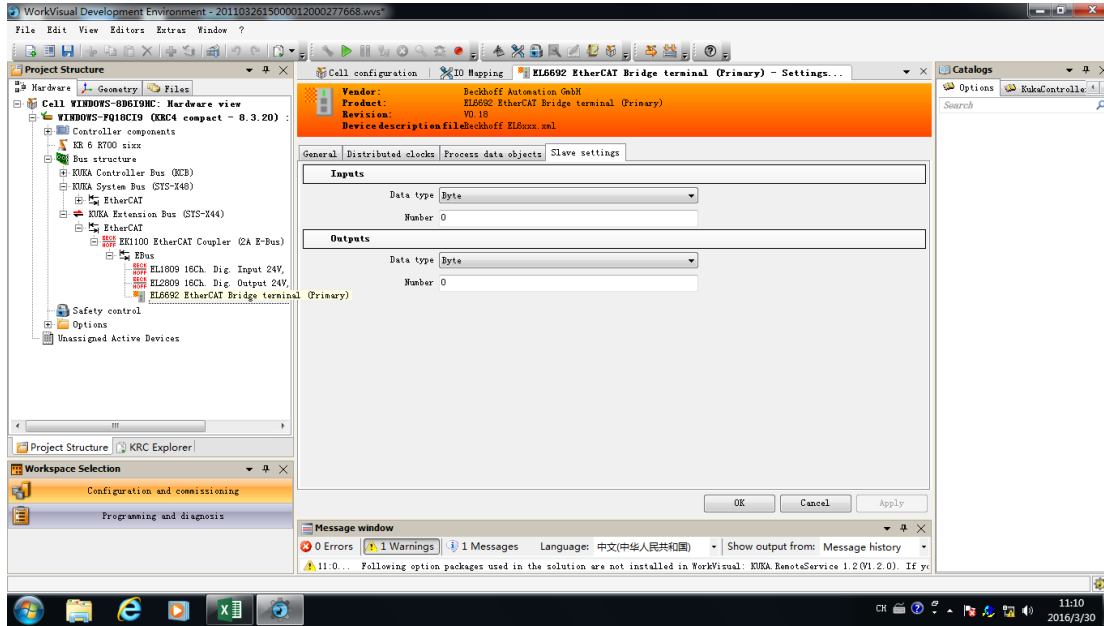 WorkVisual Development Environment - 2011032615000012000277668.wvs*
File Edit View Editors Extras Window ?
Project Structure
Hardware Geometry Files
Cell WINDOWS-8D6I9HC: Hardware view
WINDOWS-FQ18CI9 (KRC4 compact - 8.3.20) :
Controller components
KR 6 R700 sixx
Bus structure
KUKA Controller Bus (KCB)
KUKA System Bus (SYS-X48)
EtherCAT
KUKA Extension Bus (SYS-X44)
EtherCAT
BECK HOFF EK1100 EtherCAT Coupler (2A E-Bus)
EBus
BECK HOFF EL1809 16Ch. Dig. Input 24V,
BECK HOFF EL2809 16Ch. Dig. Output 24V,
EL6692 EtherCAT Bridge terminal (Primary)
Safety control
Options
Unassigned Active Devices
Project Structure KRC Explorer
Workspace Selection
Configuration and commissioning
Programming and diagnosis
Cell configuration IO Mapping EL6692 EtherCAT Bridge terminal (Primary) - Settings...
Vendor: Beckhoff Automation GmbH
Product: EL6692 EtherCAT Bridge terminal (Primary)
Revision: V0.18
Device description file Beckhoff EL6xxx.xml
General Distributed clocks Process data objects Slave settings
Inputs
Data type Byte
Number 0
Outputs
Data type Byte
Number 0
OK Cancel Apply
Message window
0 Errors 1 Warnings 1 Messages Language: 中文(中华人民共和国) Show output from: Message history
11:0... Following option packages used in the solution are not installed in WorkVisual: KUKA.RemoteService 1.2(V1.2.0). If yo
Catalogs
Options KukaControlle
Search
CH
11:10
2016/3/30